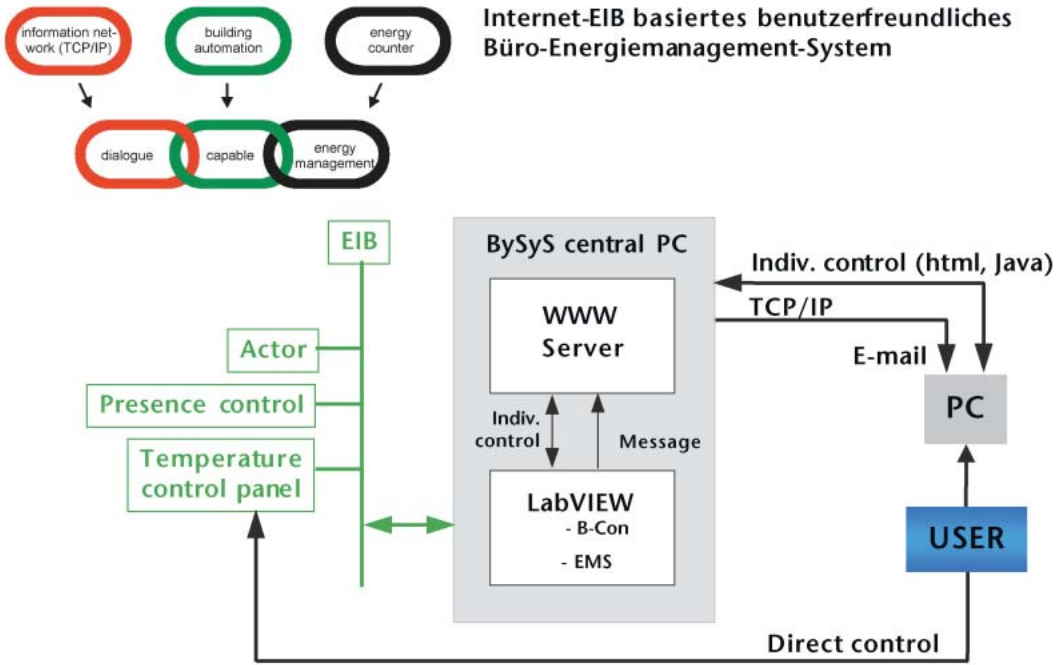 information net-
work (TCP/IP)
building
automation
energy
counter
Internet-EIB basiertes benutzerfreundliches
Büro-Energiemanagement-System
dialogue
capable
energy
management
EIB
Actor
Presence control
Temperature
control panel
BySyS central PC
WWW
Server
Indiv.
control
Message
LabVIEW
- B-Con
- EMS
Indiv. control (html, Java)
TCP/IP
E-mail
PC
USER
Direct control